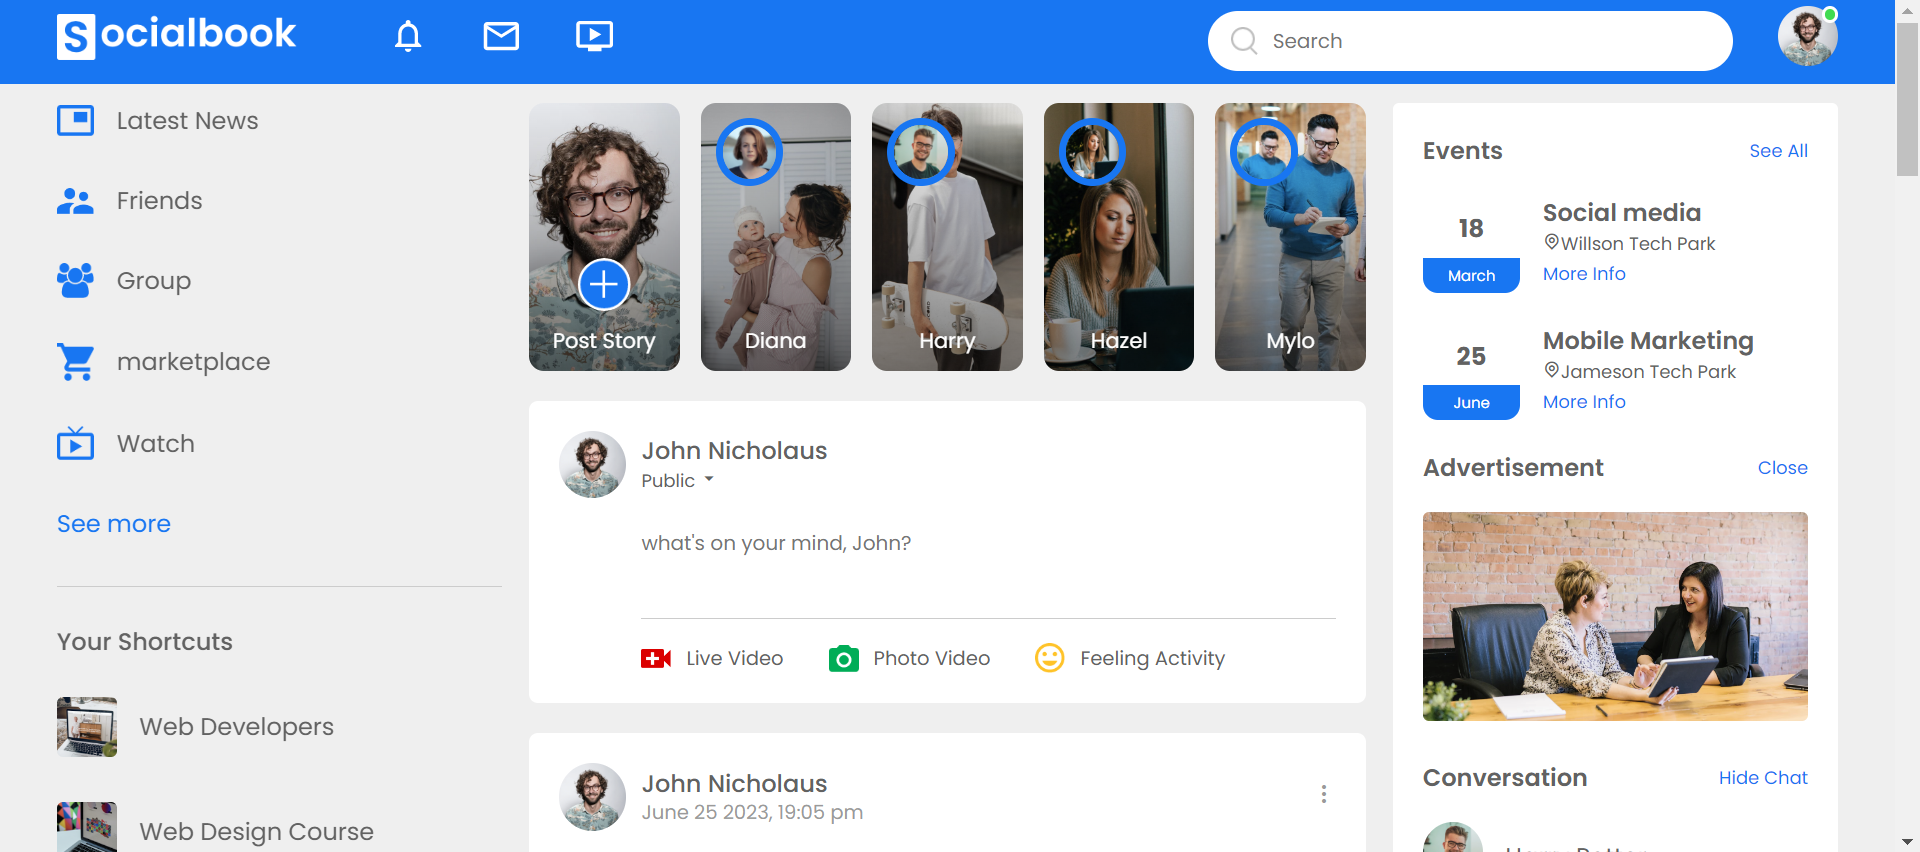 Socialbook
Search
Latest News
Friends
Group
marketplace
Watch
See more
Your Shortcuts
Web Developers
Web Design Course
Post Story
Diana
Harry
Hazel
Mylo
John Nicholaus
Public
what's on your mind, John?
Live Video
Photo Video
Feeling Activity
John Nicholaus
June 25 2023, 19:05 pm
Events
See All
18
March
Social media
Willson Tech Park
More Info
25
June
Mobile Marketing
Jameson Tech Park
More Info
Advertisement
Close
Conversation
Hide Chat